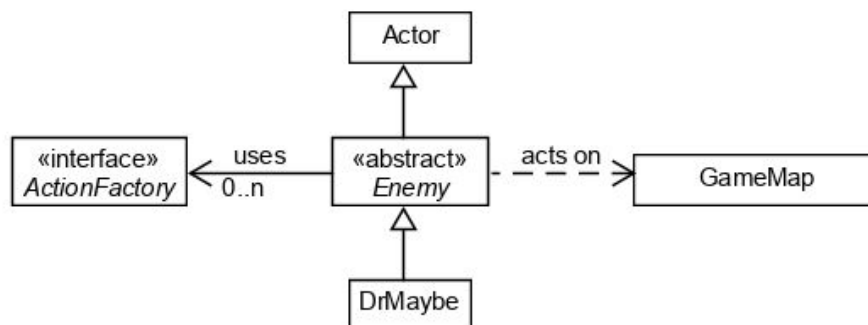 Actor
«interface»
ActionFactory
uses
0..n
«abstract»
Enemy
acts on
GameMap
DrMaybe